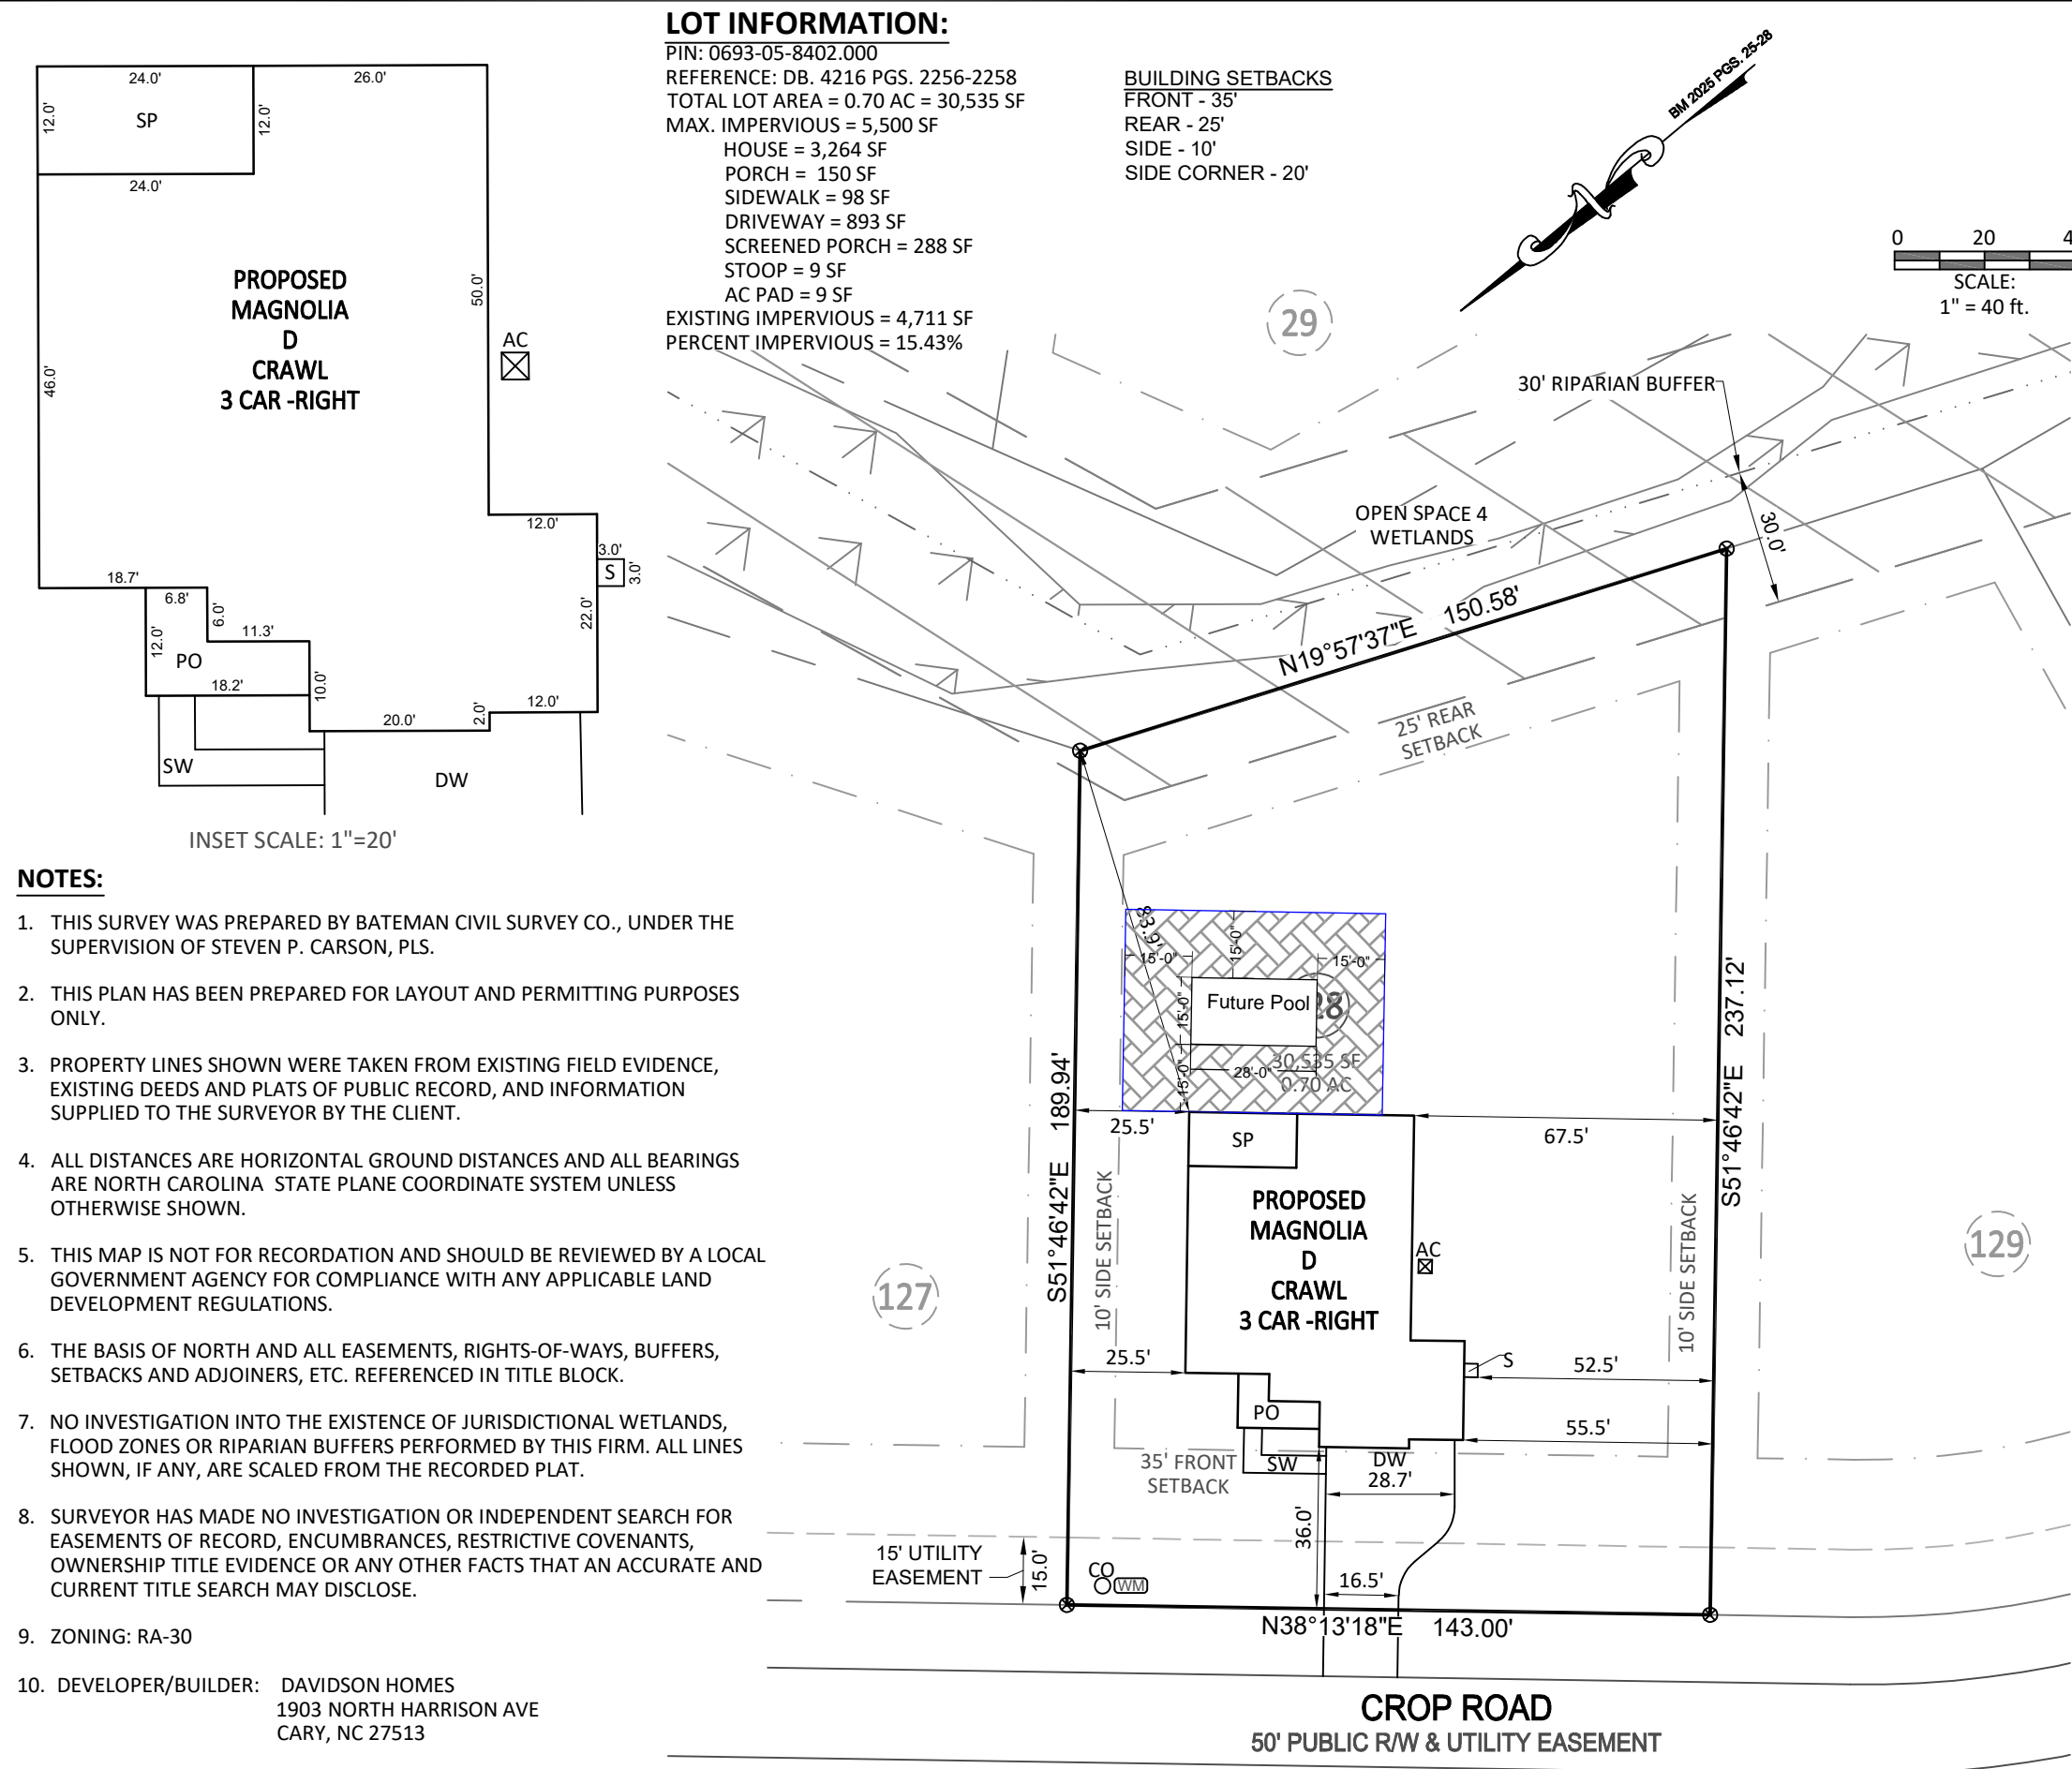 24.0'
26.0'
12.0'
SP
12.0'
24.0'
PROPOSED
MAGNOLIA
D
CRAWL
3 CAR -RIGHT
50.0'
AC
46.0'
12.0'
3.0'
S
3.0'
18.7'
6.8'
6.0'
22.0'
11.3'
12.0'
PO
18.2'
10.0'
20.0'
2.0'
12.0'
SW
DW
INSET SCALE: 1"=20'
LOT INFORMATION:
PIN: 0693-05-8402.000
REFERENCE: DB. 4216 PGS. 2256-2258
TOTAL LOT AREA = 0.70 AC = 30,535 SF
MAX. IMPERVIOUS = 5,500 SF
HOUSE = 3,264 SF
PORCH = 150 SF
SIDEWALK = 98 SF
DRIVEWAY = 893 SF
SCREENED PORCH = 288 SF
STOOP = 9 SF
AC PAD = 9 SF
EXISTING IMPERVIOUS = 4,711 SF
PERCENT IMPERVIOUS = 15.43%
BUILDING SETBACKS
FRONT - 35'
REAR - 25'
SIDE - 10'
SIDE CORNER - 20'
BM 2025 PGS. 25-28
0 20
SCALE:
1" = 40 ft.
29
30' RIPARIAN BUFFER
30.0'
OPEN SPACE 4
WETLANDS
N19°57'37"E 150.58'
25' REAR
SETBACK
83.9'
15'-0"
15'-0"
15'-0"
15'-0"
Future Pool
28
15'-0"
28'-0"
30,535 SF
0.70 AC
S51°46'42"E 189.94'
S51°46'42"E 237.12'
25.5'
SP
67.5'
10' SIDE SETBACK
PROPOSED
MAGNOLIA
D
CRAWL
3 CAR -RIGHT
AC
10' SIDE SETBACK
127
129
25.5'
S
52.5'
PO
55.5'
35' FRONT
SETBACK
SW
DW
28.7'
36.0'
15' UTILITY
EASEMENT
15.0'
CO
WM
16.5'
N38°13'18"E 143.00'
CROP ROAD
50' PUBLIC R/W & UTILITY EASEMENT
NOTES:
1. THIS SURVEY WAS PREPARED BY BATEMAN CIVIL SURVEY CO., UNDER THE
SUPERVISION OF STEVEN P. CARSON, PLS.
2. THIS PLAN HAS BEEN PREPARED FOR LAYOUT AND PERMITTING PURPOSES
ONLY.
3. PROPERTY LINES SHOWN WERE TAKEN FROM EXISTING FIELD EVIDENCE,
EXISTING DEEDS AND PLATS OF PUBLIC RECORD, AND INFORMATION
SUPPLIED TO THE SURVEYOR BY THE CLIENT.
4. ALL DISTANCES ARE HORIZONTAL GROUND DISTANCES AND ALL BEARINGS
ARE NORTH CAROLINA STATE PLANE COORDINATE SYSTEM UNLESS
OTHERWISE SHOWN.
5. THIS MAP IS NOT FOR RECORDATION AND SHOULD BE REVIEWED BY A LOCAL
GOVERNMENT AGENCY FOR COMPLIANCE WITH ANY APPLICABLE LAND
DEVELOPMENT REGULATIONS.
6. THE BASIS OF NORTH AND ALL EASEMENTS, RIGHTS-OF-WAYS, BUFFERS,
SETBACKS AND ADJOINERS, ETC. REFERENCED IN TITLE BLOCK.
7. NO INVESTIGATION INTO THE EXISTENCE OF JURISDICTIONAL WETLANDS,
FLOOD ZONES OR RIPARIAN BUFFERS PERFORMED BY THIS FIRM. ALL LINES
SHOWN, IF ANY, ARE SCALED FROM THE RECORDED PLAT.
8. SURVEYOR HAS MADE NO INVESTIGATION OR INDEPENDENT SEARCH FOR
EASEMENTS OF RECORD, ENCUMBRANCES, RESTRICTIVE COVENANTS,
OWNERSHIP TITLE EVIDENCE OR ANY OTHER FACTS THAT AN ACCURATE AND
CURRENT TITLE SEARCH MAY DISCLOSE.
9. ZONING: RA-30
10. DEVELOPER/BUILDER: DAVIDSON HOMES
1903 NORTH HARRISON AVE
CARY, NC 27513